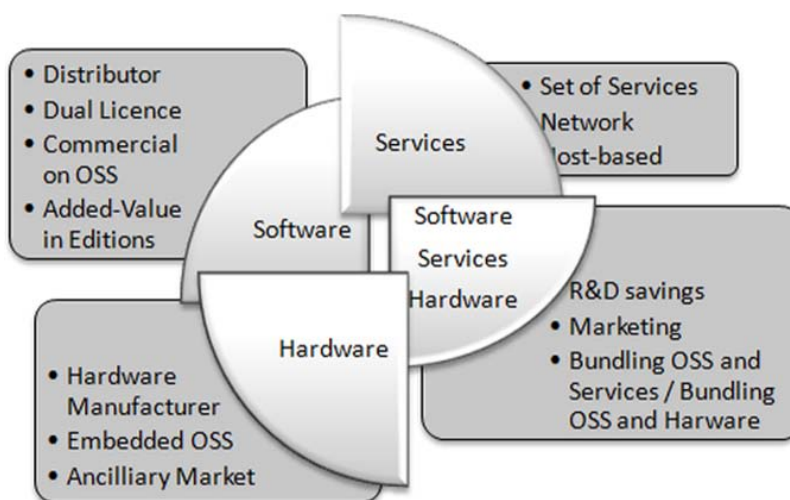 • Distributor
• Dual Licence
• Commercial
on OSS
• Added-Value
in Editions
Software
Services
• Set of Services
Network
ost-based
Software
Services
Hardware
R&D savings
• Marketing
• Bundling OSS and
Services / Bundling
OSS and Harware
Hardware
• Hardware
Manufacturer
• Embedded OSS
• Ancilliary Market